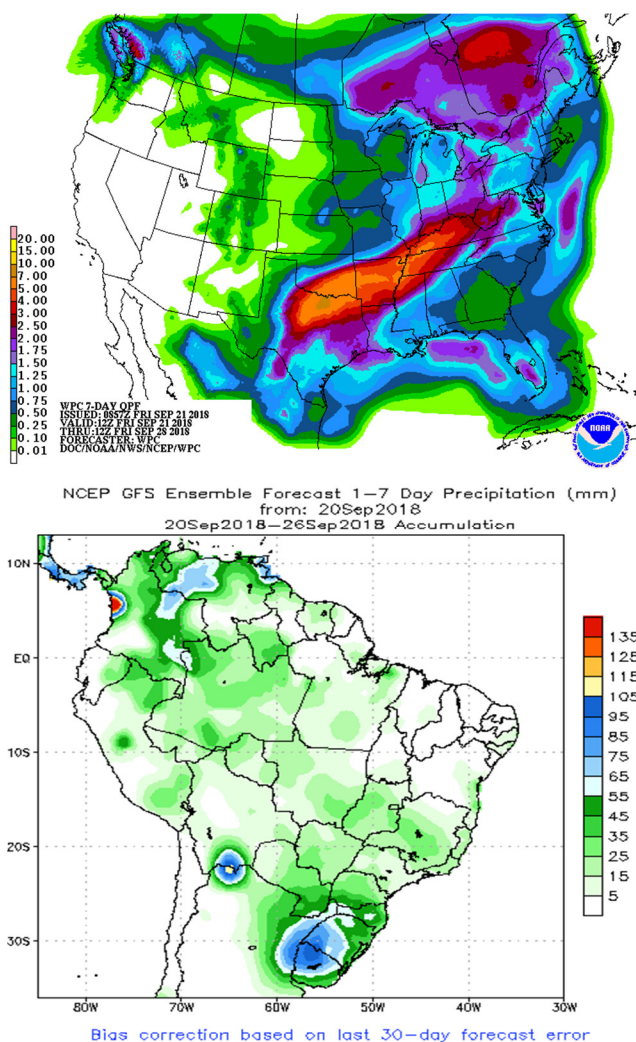 20.00
15.00
10.00
7.00
5.00
4.00
3.00
2.50
2.00
1.75
1.50
1.25
1.00
0.75
0.50
0.25
0.10
0.01
WPC 7-DAY QPF
ISSUED: 0857Z FRI SEP 21 2018
VALID: 12Z FRI SEP 21 2018
THRU: 12Z FRI SEP 28 2018
FORECASTER: WPC
DOC/NOAA/NWS/NCEP/WPC
NOAA
NCEP GFS Ensemble Forecast 1-7 Day Precipitation (mm)
from: 20Sep2018
20Sep2018-26Sep2018 Accumulation
10N
EQ
10S
20S
30S
80W 70W 60W 50W 40W 30W
135
125
115
105
95
85
75
65
55
45
35
25
15
5
Bias correction based on last 30-day forecast error